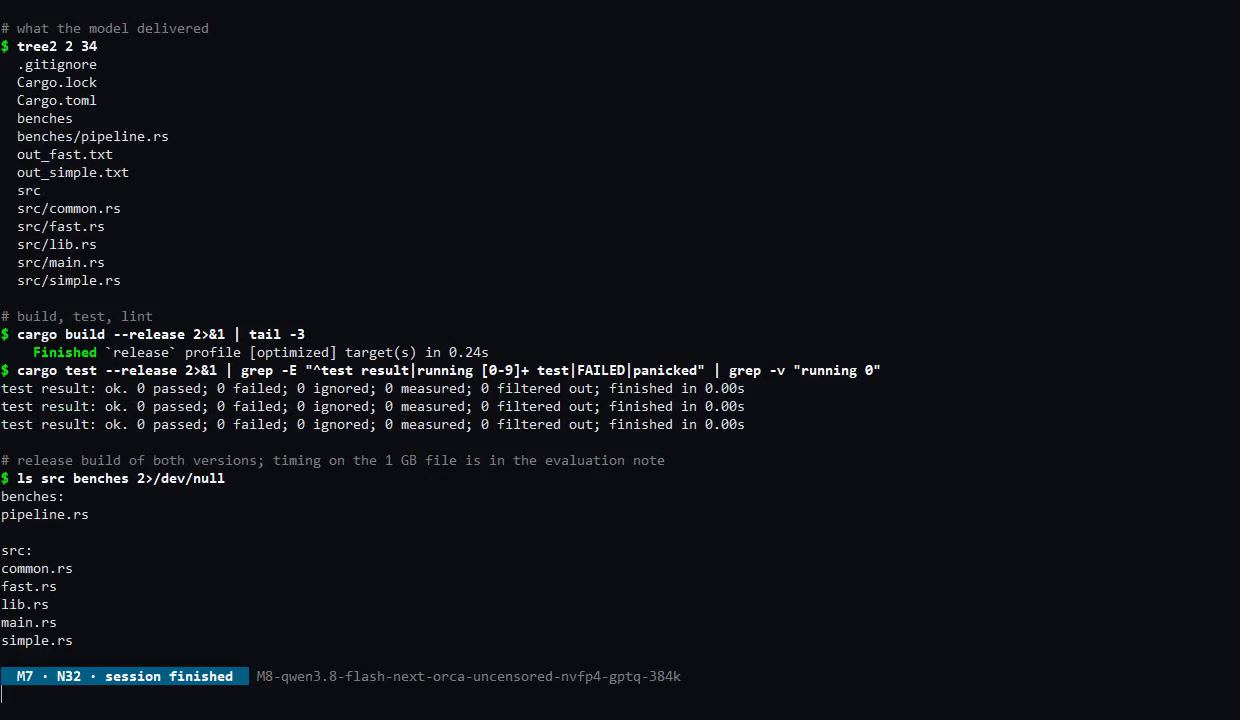 # what the model delivered
$ tree2 2 34
.gitignore
Cargo.lock
Cargo.toml
benches
benches/pipeline.rs
out_fast.txt
out_simple.txt
src
src/common.rs
src/fast.rs
src/lib.rs
src/main.rs
src/simple.rs
# build, test, lint
$ cargo build --release 2>&1 | tail -3
Finished `release` profile [optimized] target(s) in 0.24s
$ cargo test --release 2>&1 | grep -E "^test result|running [0-9]+ test|FAILED|panicked" | grep -v "running 0"
test result: ok. 0 passed; 0 failed; 0 ignored; 0 measured; 0 filtered out; finished in 0.00s
test result: ok. 0 passed; 0 failed; 0 ignored; 0 measured; 0 filtered out; finished in 0.00s
test result: ok. 0 passed; 0 failed; 0 ignored; 0 measured; 0 filtered out; finished in 0.00s
# release build of both versions; timing on the 1 GB file is in the evaluation note
$ ls src benches 2>/dev/null
benches:
pipeline.rs
src:
common.rs
fast.rs
lib.rs
main.rs
simple.rs
M7 · N32 · session finished M8-qwen3.8-flash-next-orca-uncensored-nvfp4-gptq-384k